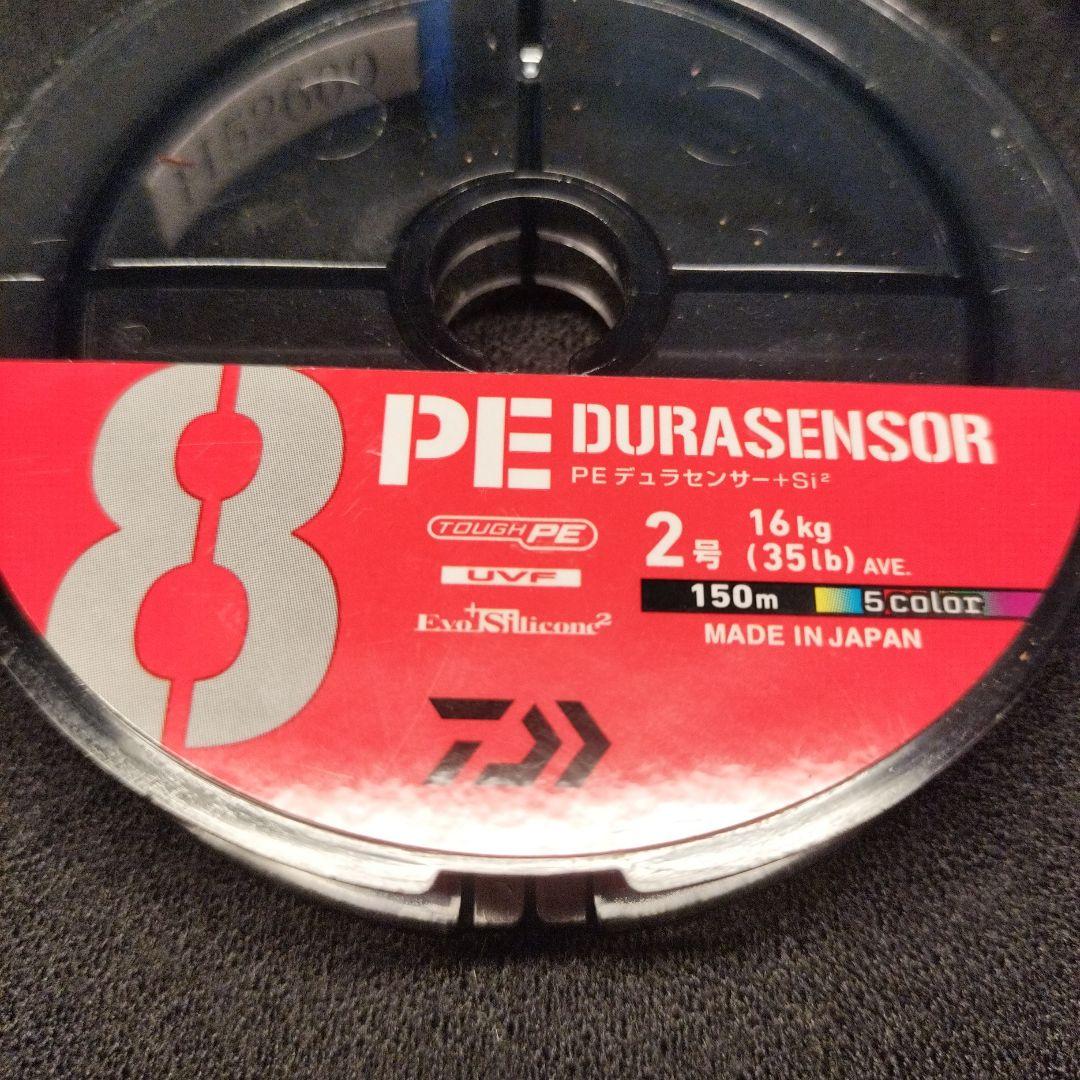 8
PE DURASENSOR
PEデュラセンサー+Si²
TOUGH PE
UVF
Evo+Silicone²
2号 16kg (35lb) AVE.
150m 5color
MADE IN JAPAN